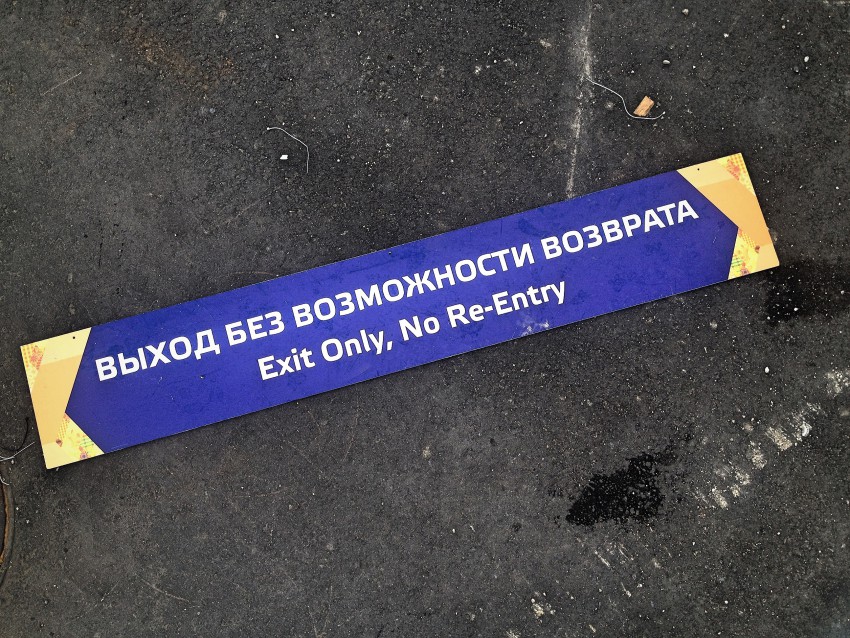 ВЫХОД БЕЗ ВОЗМОЖНОСТИ ВОЗВРАТА
Exit Only, No Re-Entry